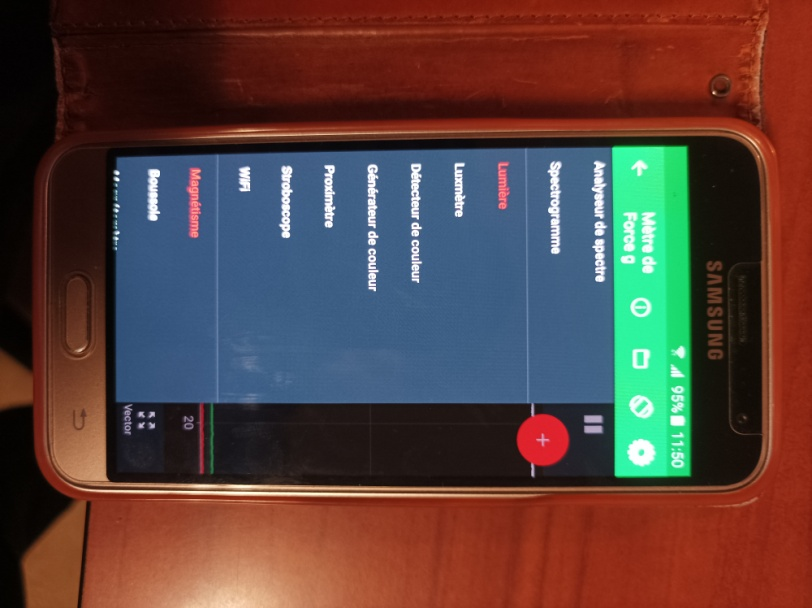 SAMSUNG
95% 11:50
Mètre de
Force g
Analyseur de spectre
Spectrogramme
Lumière
Luxmètre
Détecteur de couleur
Générateur de couleur
Proximètre
Stroboscope
WiFi
Magnétisme
Boussole
+
20
Vector